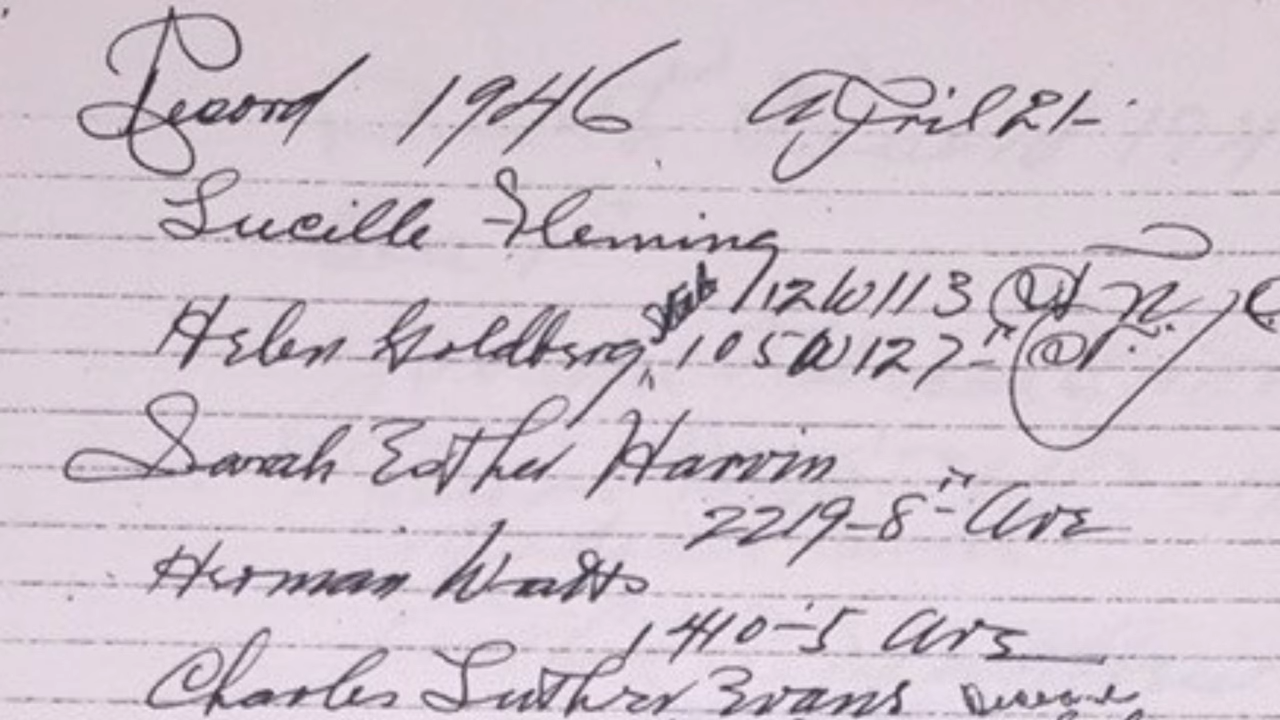 Record 1946 April 21-
Lucille Fleming
112 W 113
Helen Goldberg, 105 W 127-"
Sarah Esther Harvin
2219-8" Ave
Herman Watts
1410-5 Ave
Charles Luther Evans